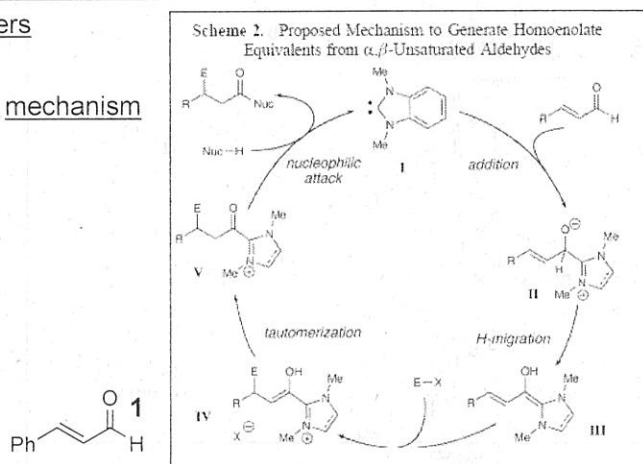 ers
mechanism
Scheme 2. Proposed Mechanism to Generate Homoenolate
Equivalents from α,β-Unsaturated Aldehydes
E
O
R
Nuc
Nuc–H
nucleophilic
attack
Me
N
N
Me
I
R
O
H
addition
E
O
Me
R
N
N
Me
⊕
V
O⊖
Me
R
H
N
N
Me
⊕
II
tautomerization
H-migration
E
OH
Me
R
N
N
Me
⊕
X
⊖
IV
E–X
OH
Me
R
N
N
Me
III
O
1
Ph
H